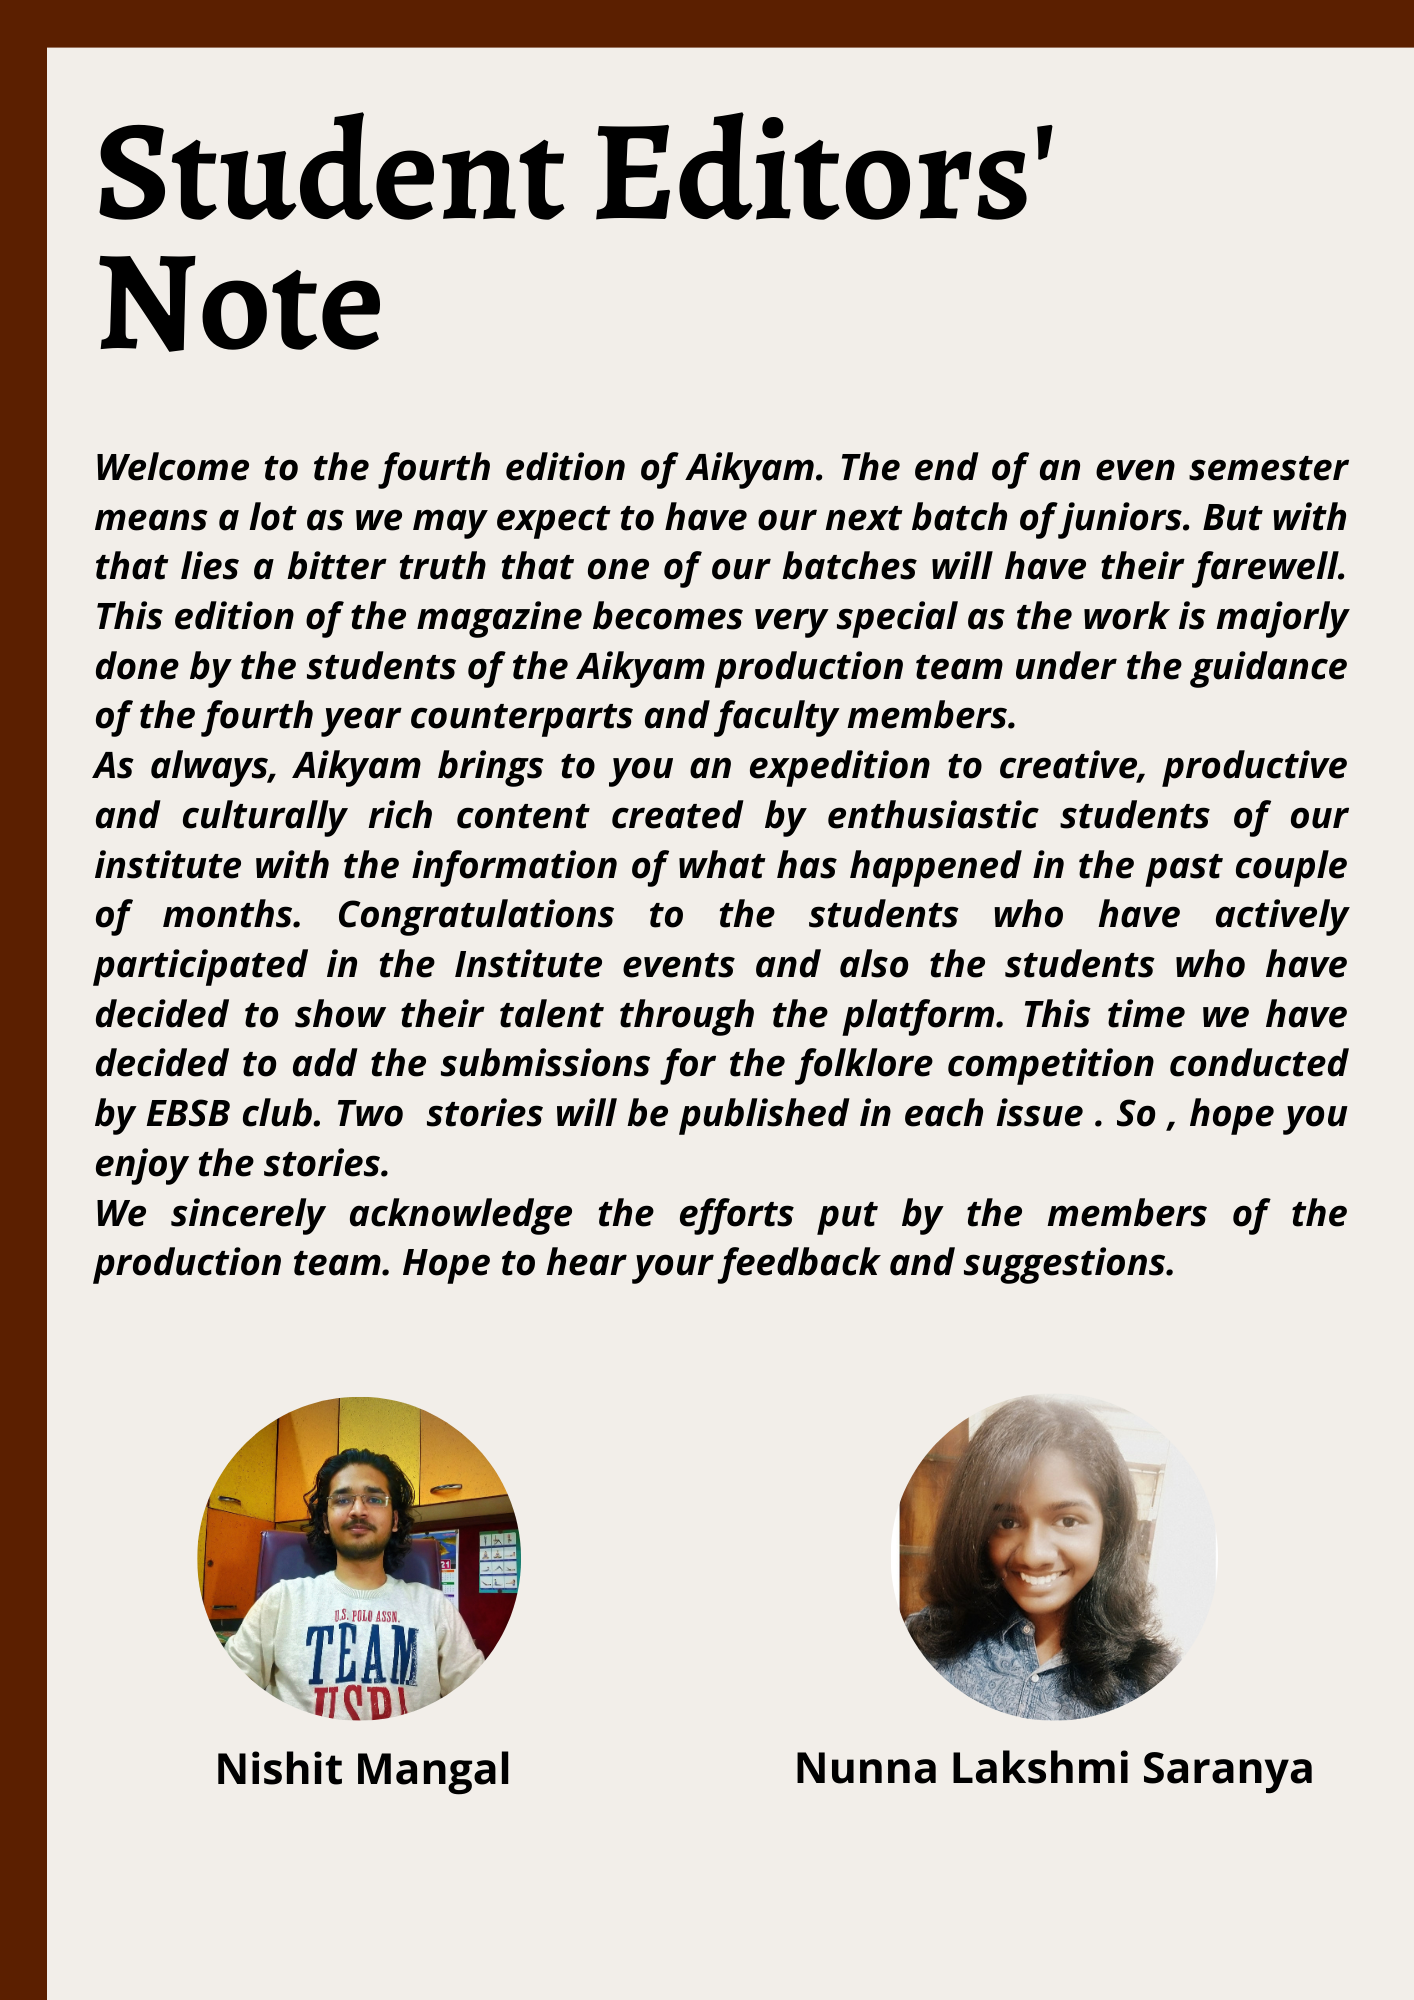 Student Editors'
Note
Welcome to the fourth edition of Aikyam. The end of an even semester
means a lot as we may expect to have our next batch of juniors. But with
that lies a bitter truth that one of our batches will have their farewell.
This edition of the magazine becomes very special as the work is majorly
done by the students of the Aikyam production team under the guidance
of the fourth year counterparts and faculty members.
As always, Aikyam brings to you an expedition to creative, productive
and culturally rich content created by enthusiastic students of our
institute with the information of what has happened in the past couple
of months. Congratulations to the students who have actively
participated in the Institute events and also the students who have
decided to show their talent through the platform. This time we have
decided to add the submissions for the folklore competition conducted
by EBSB club. Two  stories will be published in each issue . So , hope you
enjoy the stories.
We sincerely acknowledge the efforts put by the members of the
production team. Hope to hear your feedback and suggestions.
21
U.S. POLO ASSN.
TEAM
USPA
Nishit Mangal
Nunna Lakshmi Saranya